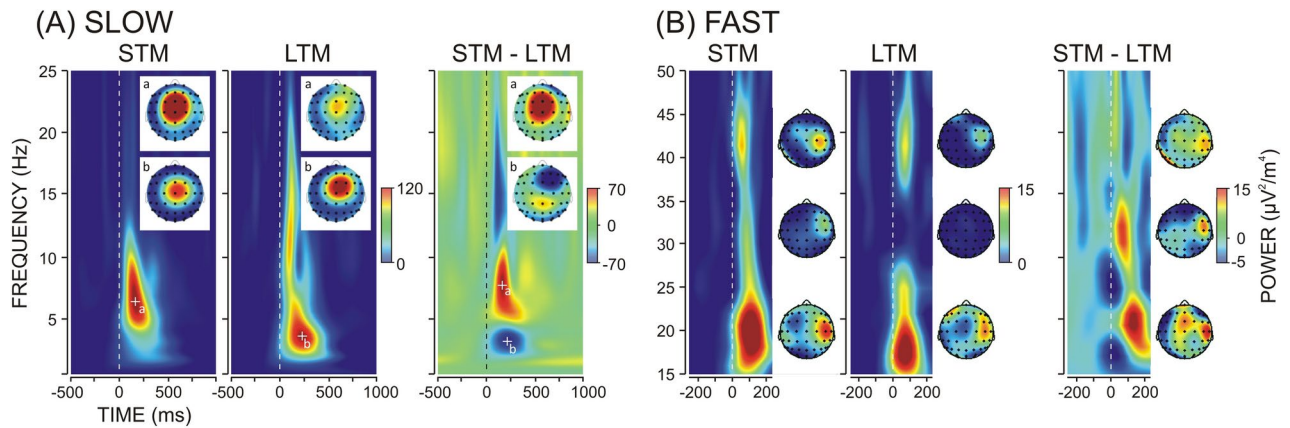 (A) SLOW
STM LTM STM - LTM
(B) FAST
STM LTM STM - LTM
FREQUENCY (Hz)
25
20
15
10
5
a
b
a
b
a
b
a
b
a
b
120
0
70
0
-70
-500 0 500 -500 0 500 1000 -500 0 500 1000
TIME (ms)
50
45
40
35
30
25
20
15
15
0
15
10
0
-5
POWER (µV²/m⁴)
-200 0 200 -200 0 200 -200 0 200